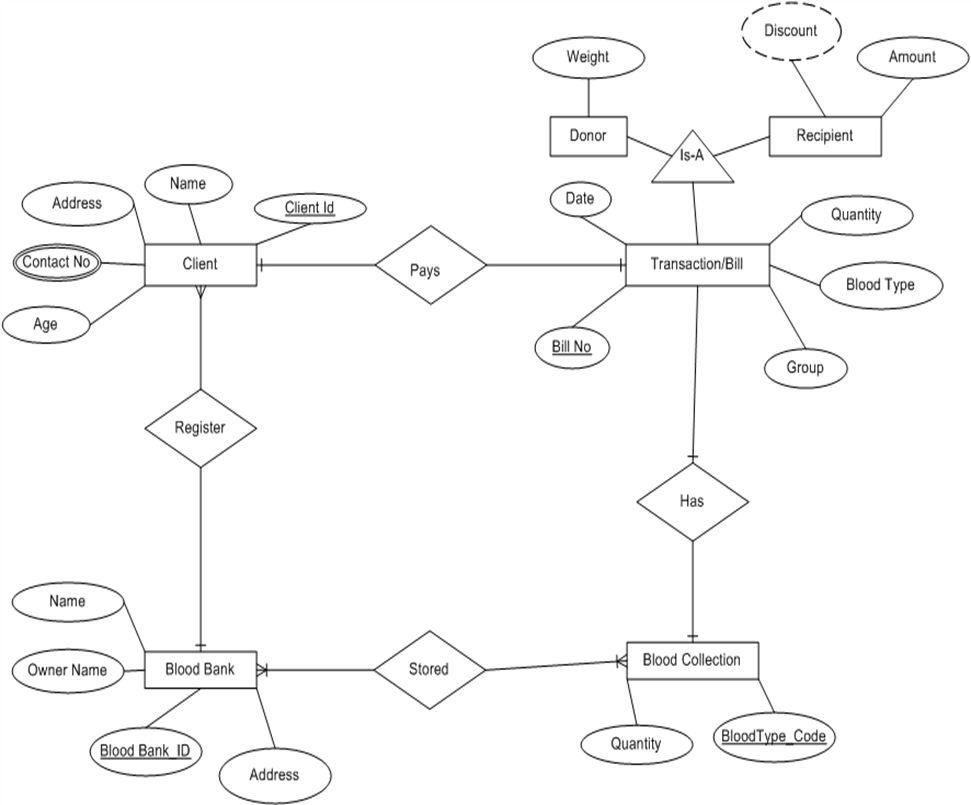 Discount
Weight
Amount
Donor
Recipient
Is-A
Name
Address
Client Id
Date
Quantity
Contact No
Client
Pays
Transaction/Bill
Blood Type
Age
Bill No
Group
Register
Has
Name
Owner Name
Blood Bank
Stored
Blood Collection
Blood Bank_ID
Address
Quantity
BloodType_Code